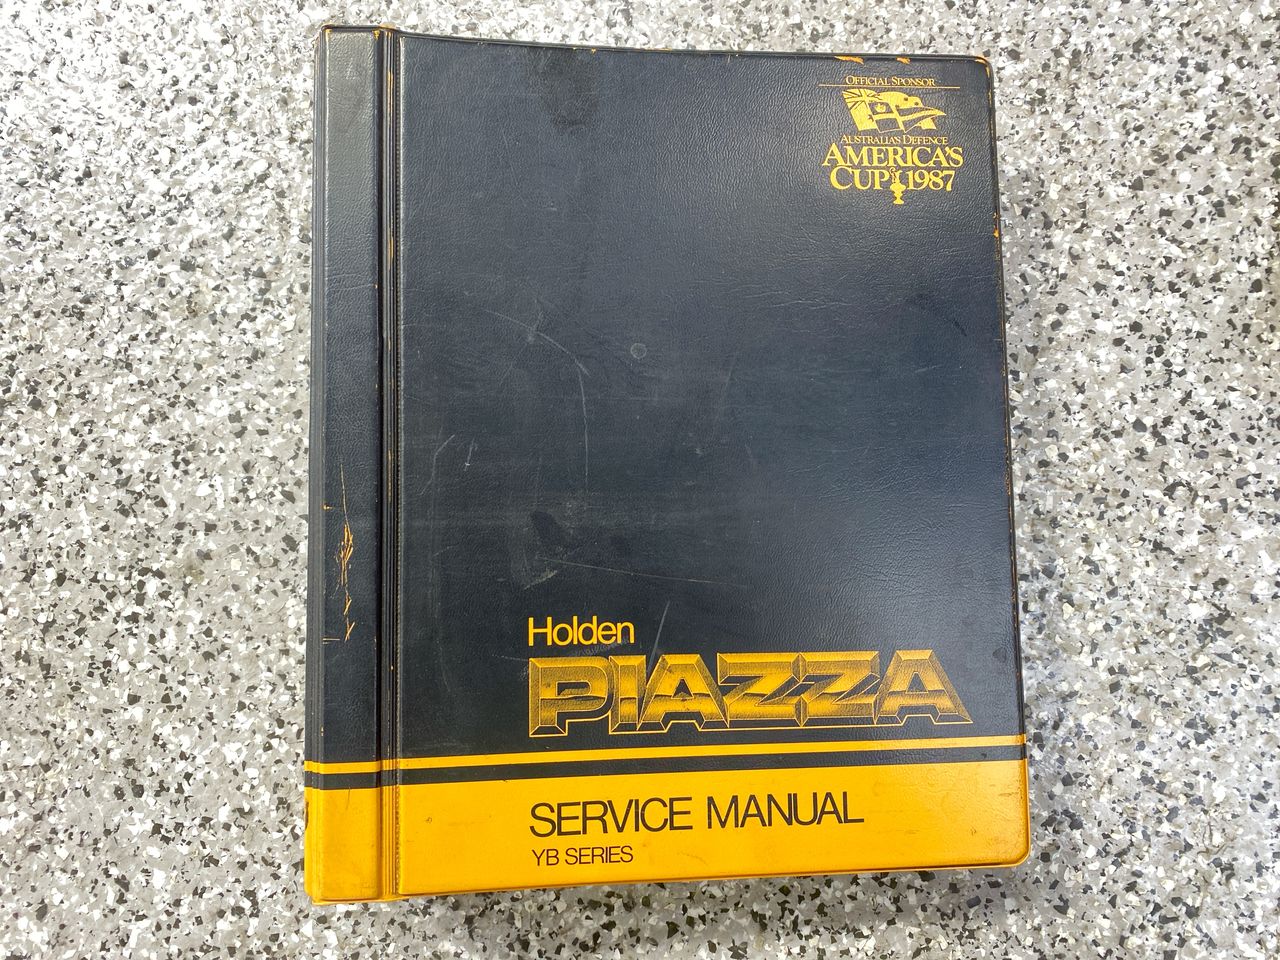 OFFICIAL SPONSOR
AUSTRALIA'S DEFENCE
AMERICA'S
CUP 1987
Holden
PIAZZA
SERVICE MANUAL
YB SERIES